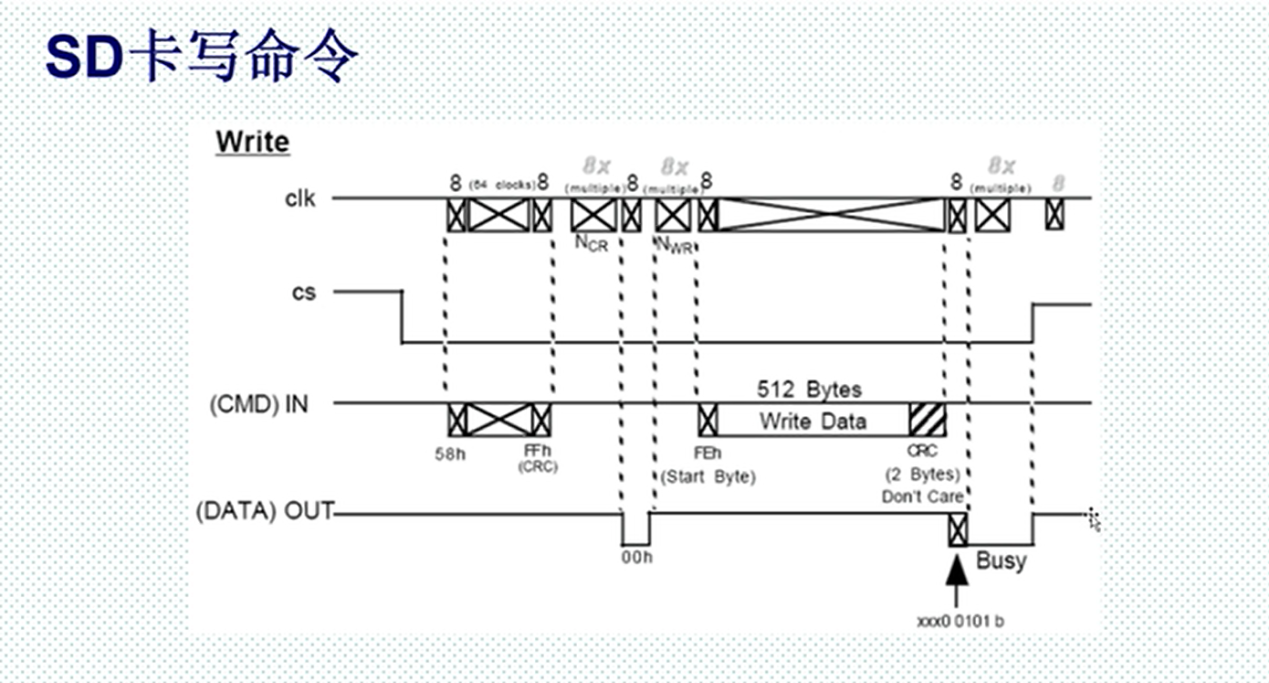 SD卡写命令
Write
8 (64 clocks) 8 8x (multiple) 8 8x (multiple) 8 8 8x (multiple) 8
clk
NCR NWR
cs
(CMD) IN
512 Bytes
Write Data
58h FFh (CRC) FEh (Start Byte) CRC (2 Bytes) Don't Care
(DATA) OUT
00h
Busy
xxx0 0101 b